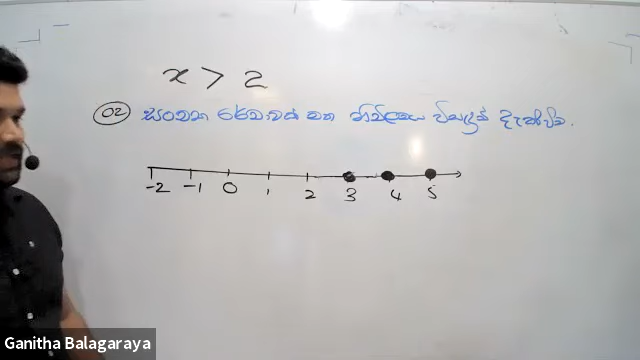 x > 2
02 සංඛ්‍යා රේඛාවක් මත නිඛිලමය විසඳුම් දැක්වීම.
-2 -1 0 1 2 3 4 5
Ganitha Balagaraya